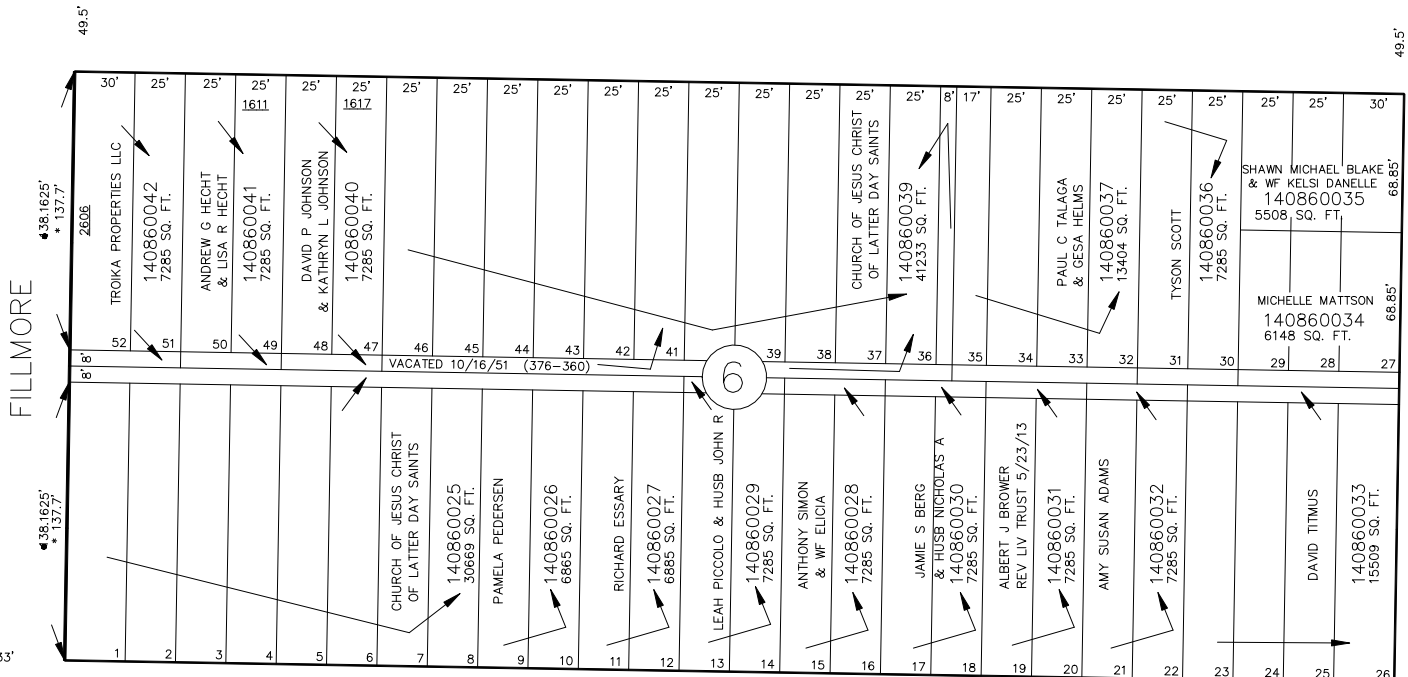 49.5'
49.5'
30' 25' 25' 25' 25' 25' 25' 25' 25' 25' 25' 25' 25' 25' 25' 25' 25' 8' 17' 25' 25' 25' 25' 25' 25' 25' 30'
1611
1617
138.1625'
* 137.7'
2606
TROIKA PROPERTIES LLC
140860042
7285 SQ. FT.
ANDREW G HECHT
& LISA R HECHT
140860041
7285 SQ. FT.
DAVID P JOHNSON
& KATHRYN L JOHNSON
140860040
7285 SQ. FT.
CHURCH OF JESUS CHRIST
OF LATTER DAY SAINTS
140860039
41233 SQ. FT.
PAUL C TALAGA
& GESA HELMS
140860037
13404 SQ. FT.
TYSON SCOTT
140860036
7285 SQ. FT.
SHAWN MICHAEL BLAKE
& WF KELSI DANELLE
140860035
5508 SQ. FT.
68.85'
MICHELLE MATTSON
140860034
6148 SQ. FT.
68.85'
FILLMORE
52 51 50 49 48 47 46 45 44 43 42 41 39 38 37 36 35 34 33 32 31 30 29 28 27
8'
VACATED 10/16/51 (376-360)
8'
6
138.1625'
* 137.7'
CHURCH OF JESUS CHRIST
OF LATTER DAY SAINTS
140860025
30669 SQ. FT.
PAMELA PEDERSEN
140860026
6865 SQ. FT.
RICHARD ESSARY
140860027
6885 SQ. FT.
LEAH PICCOLO & HUSB JOHN R
140860029
7285 SQ. FT.
ANTHONY SIMON
& WF ELICIA
140860028
7285 SQ. FT.
JAMIE S BERG
& HUSB NICHOLAS A
140860030
7285 SQ. FT.
ALBERT J BROWER
REV LIV TRUST 5/23/13
140860031
7285 SQ. FT.
AMY SUSAN ADAMS
140860032
7285 SQ. FT.
DAVID TITMUS
140860033
15509 SQ. FT.
33'
1 2 3 4 5 6 7 8 9 10 11 12 13 14 15 16 17 18 19 20 21 22 23 24 25 26